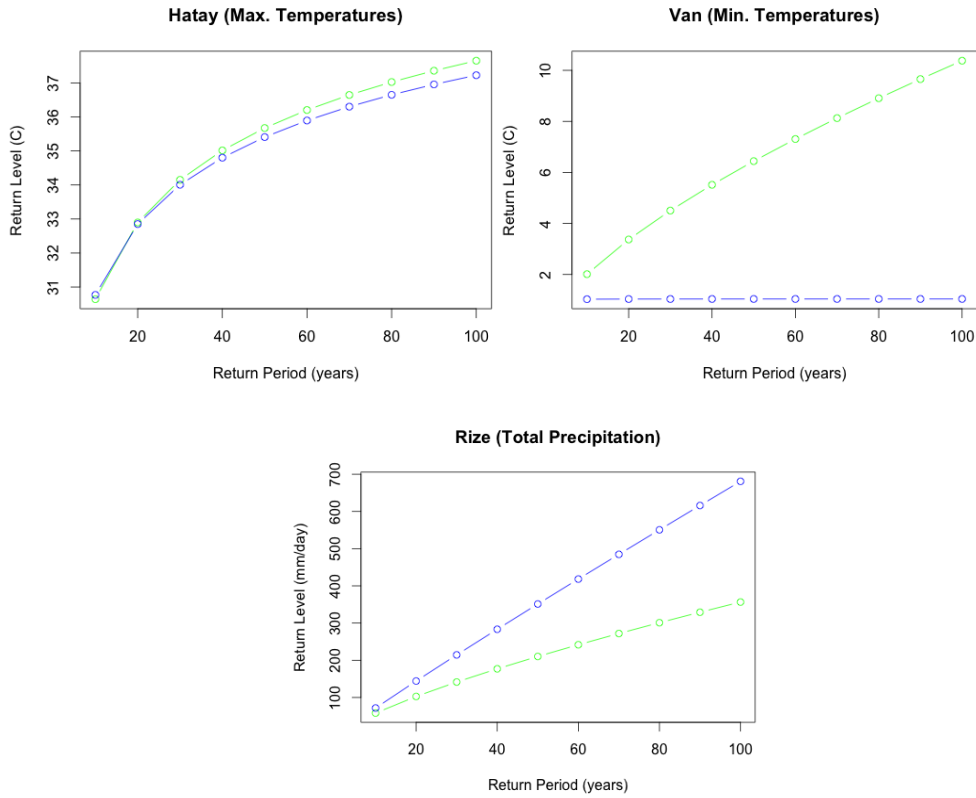 Hatay (Max. Temperatures)
Return Level (C)
37
36
35
34
33
32
31
20 40 60 80 100
Return Period (years)
Van (Min. Temperatures)
Return Level (C)
10
8
6
4
2
20 40 60 80 100
Return Period (years)
Rize (Total Precipitation)
Return Level (mm/day)
700
600
500
400
300
200
100
20 40 60 80 100
Return Period (years)